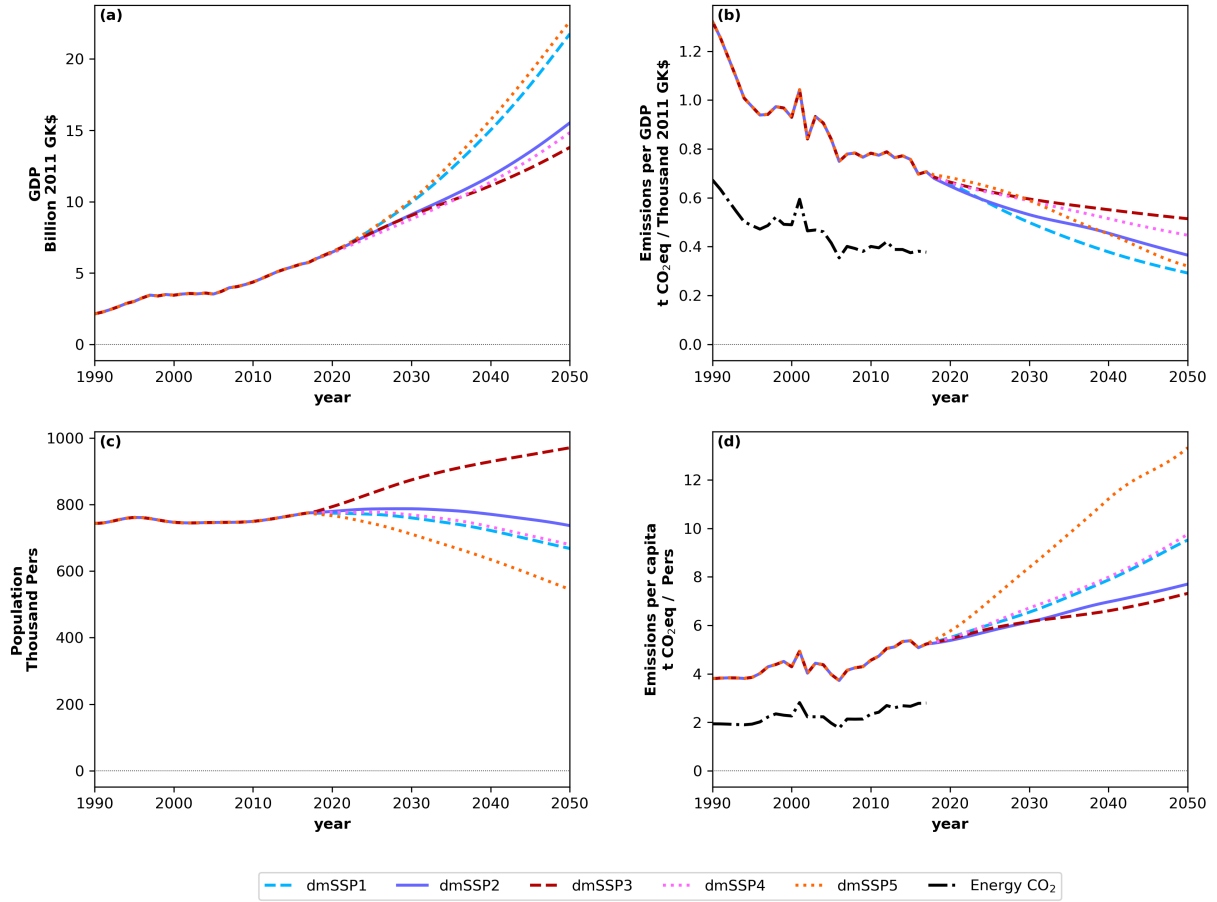 (a)
GDP
Billion 2011 GK$
20
15
10
5
0
1990 2000 2010 2020 2030 2040 2050
year
(b)
Emissions per GDP
t CO₂eq / Thousand 2011 GK$
1.2
1.0
0.8
0.6
0.4
0.2
0.0
1990 2000 2010 2020 2030 2040 2050
year
(c)
Population
Thousand Pers
1000
800
600
400
200
0
1990 2000 2010 2020 2030 2040 2050
year
(d)
Emissions per capita
t CO₂eq / Pers
12
10
8
6
4
2
0
1990 2000 2010 2020 2030 2040 2050
year
dmSSP1 dmSSP2 dmSSP3 dmSSP4 dmSSP5 Energy CO₂